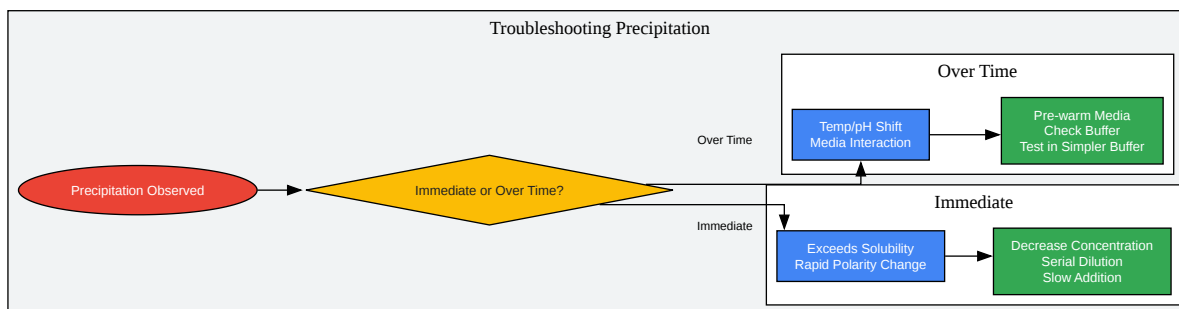 Troubleshooting Precipitation
Precipitation Observed
Immediate or Over Time?
Over Time
Over Time
Temp/pH Shift
Media Interaction
Pre-warm Media
Check Buffer
Test in Simpler Buffer
Immediate
Immediate
Exceeds Solubility
Rapid Polarity Change
Decrease Concentration
Serial Dilution
Slow Addition